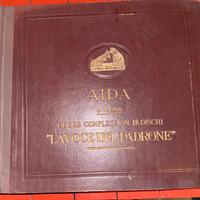 AIDA
OPERA COMPLETA IN 18 DISCHI
"LA VOCE DEL PADRONE"